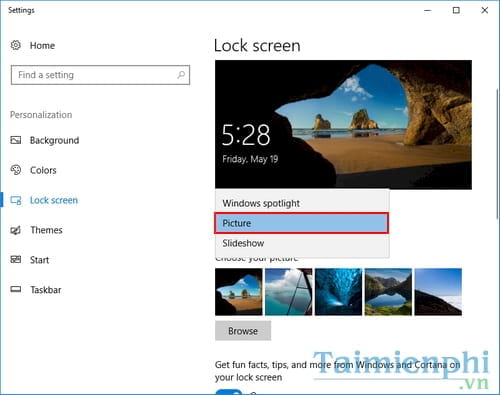 Settings
Home
Find a setting
Personalization
Background
Colors
Lock screen
Themes
Start
Taskbar
Lock screen
5:28
Friday, May 19
Windows spotlight
Picture
Slideshow
Choose your picture
Browse
Get fun facts, tips, and more from Windows and Cortana on
your lock screen
Taimienphi
.vn